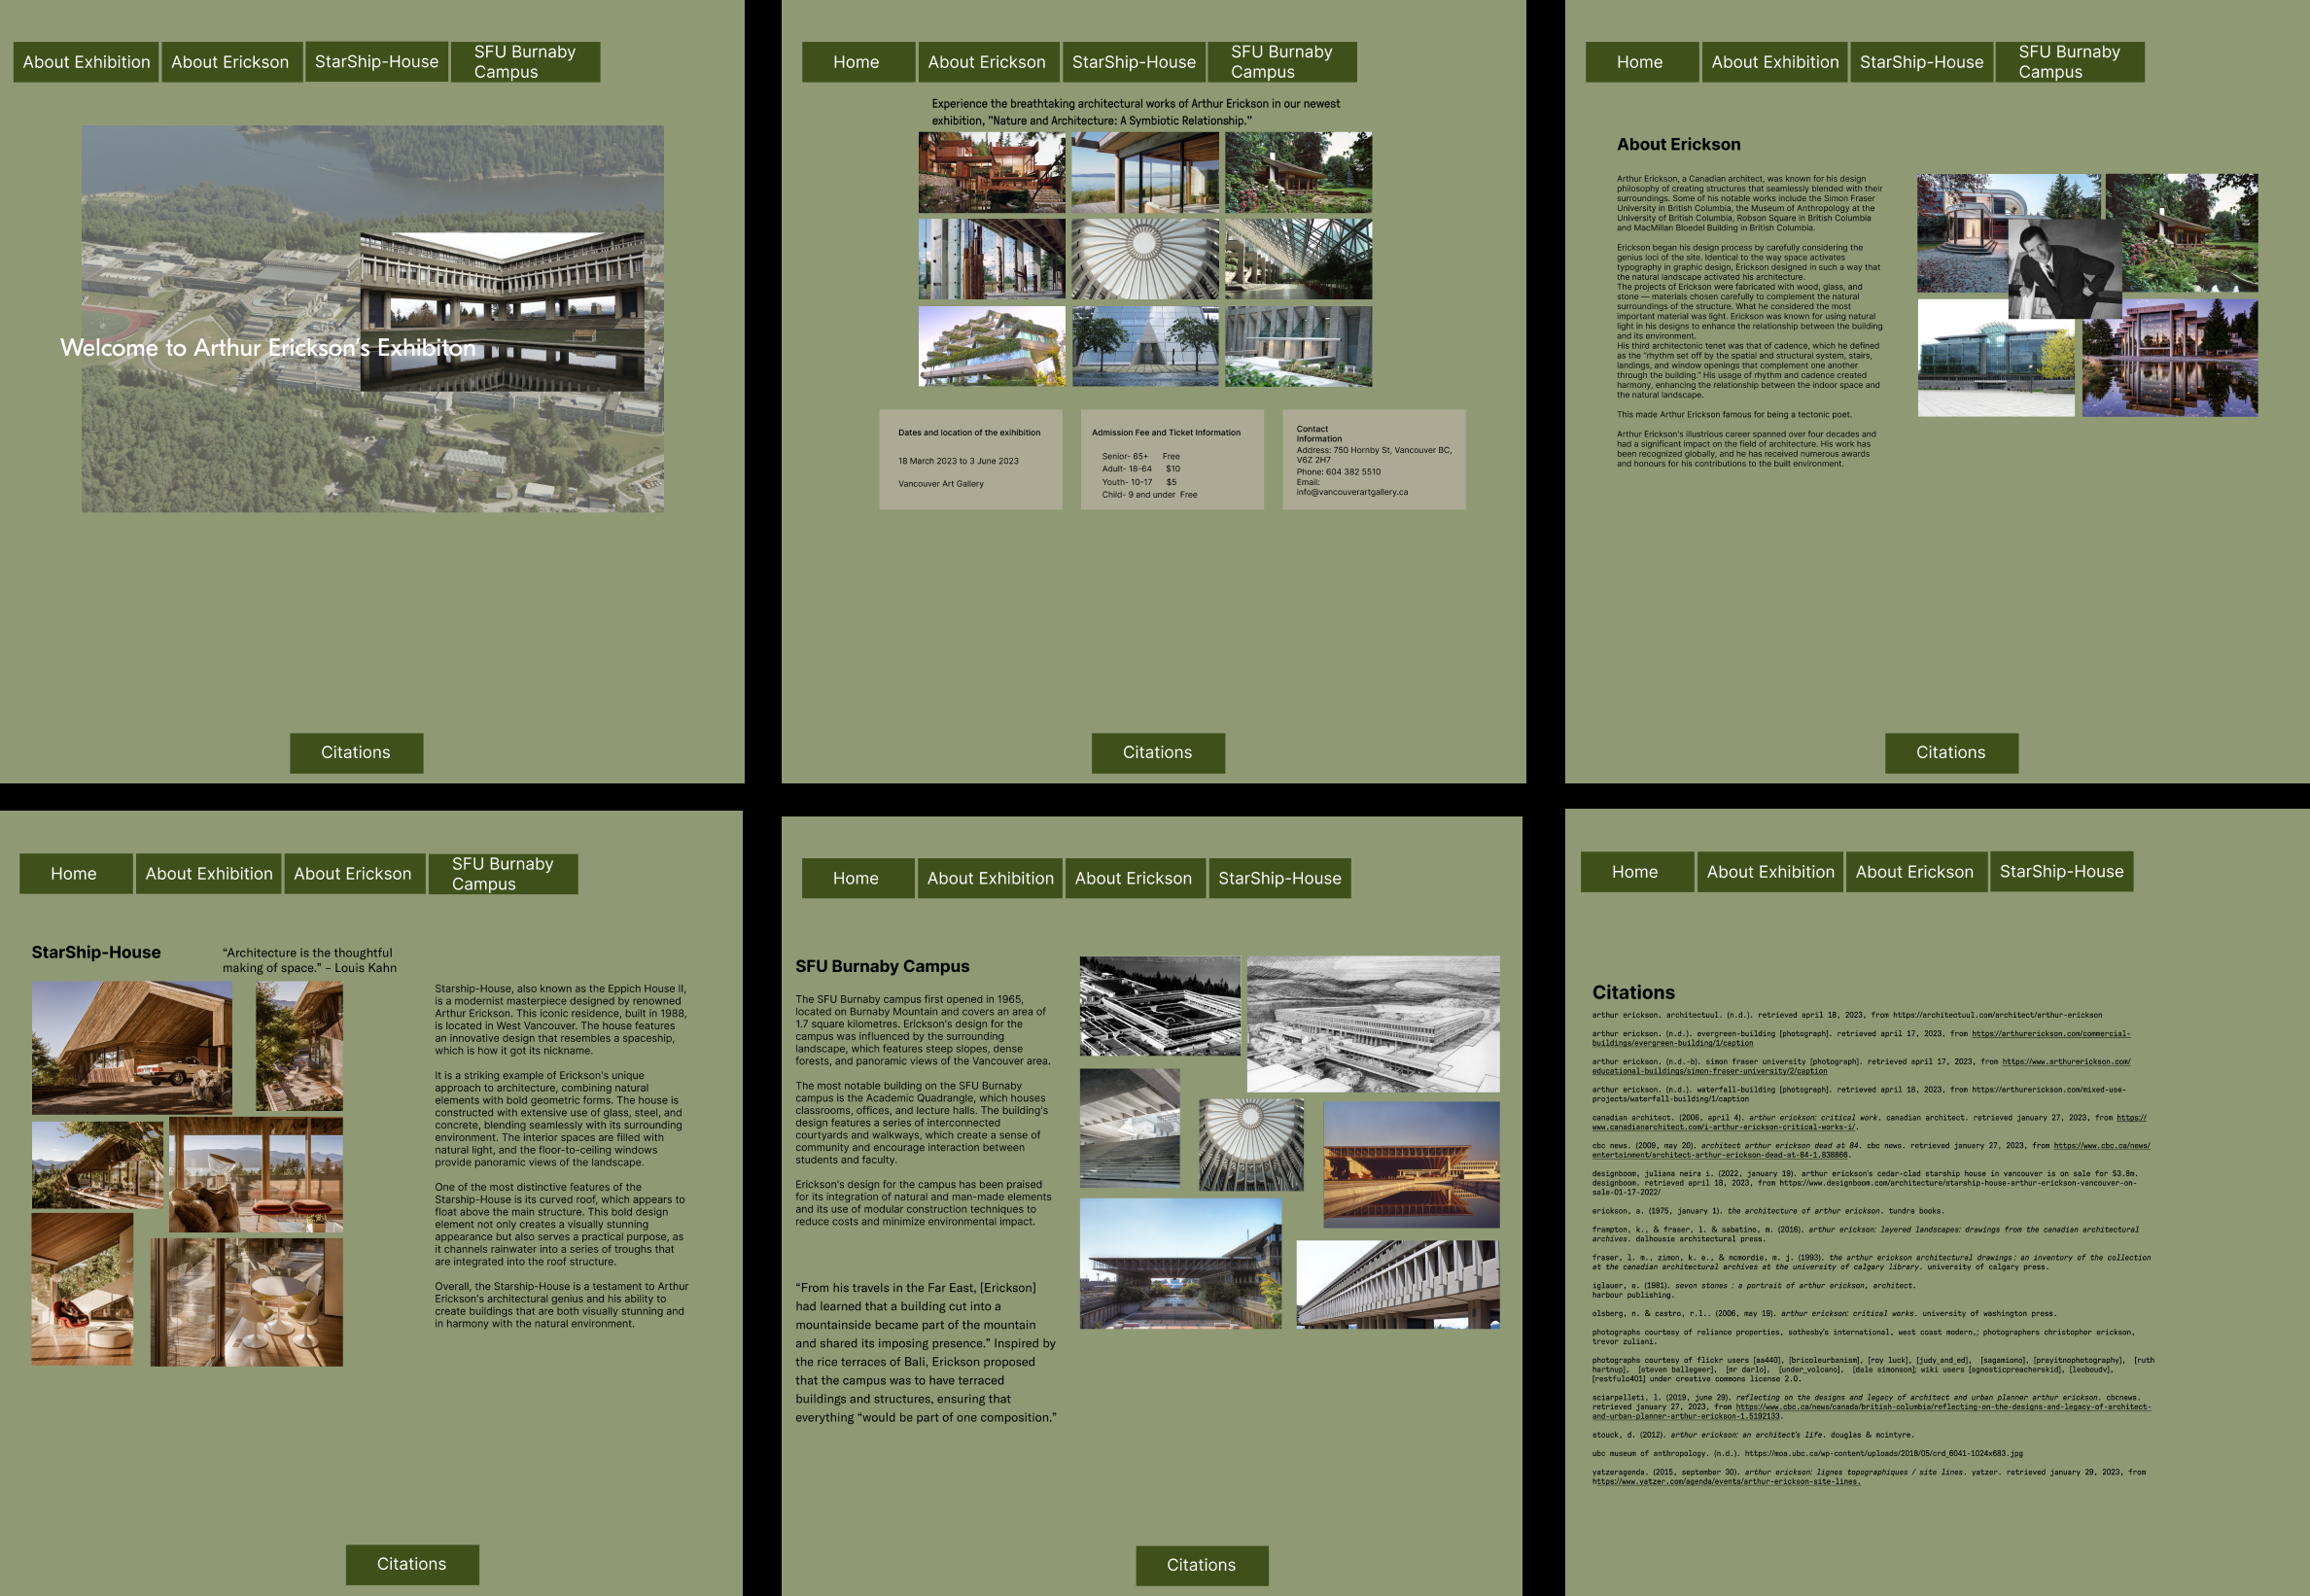 About Exhibition
About Erickson
StarShip-House
SFU Burnaby
Campus
Welcome to Arthur Erickson's Exhibiton
Citations
Home
About Erickson
StarShip-House
SFU Burnaby
Campus
Experience the breathtaking architectural works of Arthur Erickson in our newest
exhibition, "Nature and Architecture: A Symbiotic Relationship."
Dates and location of the exihibition
18 March 2023 to 3 June 2023
Vancouver Art Gallery
Admission Fee and Ticket Information
Senior- 65+ Free
Adult- 18-64 $10
Youth- 10-17 $5
Child- 9 and under Free
Contact
Information
Address: 750 Hornby St, Vancouver BC,
V6Z 2H7
Phone: 604 382 5510
Email:
info@vancouverartgallery.ca
Citations
Home
About Exhibition
StarShip-House
SFU Burnaby
Campus
About Erickson
Arthur Erickson, a Canadian architect, was known for his design
philosophy of creating structures that seamlessly blended with their
surroundings. Some of his notable works include the Simon Fraser
University in British Columbia, the Museum of Anthropology at the
University of British Columbia, Robson Square in British Columbia
and MacMillan Bloedel Building in British Columbia.
Erickson began his design process by carefully considering the
genius loci of the site. Identical to the way space activates
typography in graphic design, Erickson designed in such a way that
the natural landscape activated his architecture.
The projects of Erickson were fabricated with wood, glass, and
stone — materials chosen carefully to complement the natural
surroundings of the structure. What he considered the most
important material was light. Erickson was known for using natural
light in his designs to enhance the relationship between the building
and its environment.
His third architectonic tenet was that of cadence, which he defined
as the "rhythm set off by the spatial and structural system, stairs,
landings, and window openings that complement one another
through the building." His usage of rhythm and cadence created
harmony, enhancing the relationship between the indoor space and
the natural landscape.
This made Arthur Erickson famous for being a tectonic poet.
Arthur Erickson's illustrious career spanned over four decades and
had a significant impact on the field of architecture. His work has
been recognized globally, and he has received numerous awards
and honours for his contributions to the built environment.
Citations
Home
About Exhibition
About Erickson
SFU Burnaby
Campus
StarShip-House
“Architecture is the thoughtful
making of space.” – Louis Kahn
Starship-House, also known as the Eppich House II,
is a modernist masterpiece designed by renowned
Arthur Erickson. This iconic residence, built in 1988,
is located in West Vancouver. The house features
an innovative design that resembles a spaceship,
which is how it got its nickname.
It is a striking example of Erickson's unique
approach to architecture, combining natural
elements with bold geometric forms. The house is
constructed with extensive use of glass, steel, and
concrete, blending seamlessly with its surrounding
environment. The interior spaces are filled with
natural light, and the floor-to-ceiling windows
provide panoramic views of the landscape.
One of the most distinctive features of the
Starship-House is its curved roof, which appears to
float above the main structure. This bold design
element not only creates a visually stunning
appearance but also serves a practical purpose, as
it channels rainwater into a series of troughs that
are integrated into the roof structure.
Overall, the Starship-House is a testament to Arthur
Erickson's architectural genius and his ability to
create buildings that are both visually stunning and
in harmony with the natural environment.
Citations
Home
About Exhibition
About Erickson
StarShip-House
SFU Burnaby Campus
The SFU Burnaby campus first opened in 1965,
located on Burnaby Mountain and covers an area of
1.7 square kilometres. Erickson's design for the
campus was influenced by the surrounding
landscape, which features steep slopes, dense
forests, and panoramic views of the Vancouver area.
The most notable building on the SFU Burnaby
campus is the Academic Quadrangle, which houses
classrooms, offices, and lecture halls. The building's
design features a series of interconnected
courtyards and walkways, which create a sense of
community and encourage interaction between
students and faculty.
Erickson's design for the campus has been praised
for its integration of natural and man-made elements
and its use of modular construction techniques to
reduce costs and minimize environmental impact.
“From his travels in the Far East, [Erickson]
had learned that a building cut into a
mountainside became part of the mountain
and shared its imposing presence.” Inspired by
the rice terraces of Bali, Erickson proposed
that the campus was to have terraced
buildings and structures, ensuring that
everything “would be part of one composition.”
Citations
Home
About Exhibition
About Erickson
StarShip-House
Citations
arthur erickson. architectuul. (n.d.). retrieved april 18, 2023, from https://architectuul.com/architect/arthur-erickson
arthur erickson. (n.d.). evergreen-building [photograph]. retrieved april 17, 2023, from https://arthurerickson.com/commercial-
buildings/evergreen-building/1/caption
arthur erickson. (n.d.-b). simon fraser university [photograph]. retrieved april 17, 2023, from https://www.arthurerickson.com/
educational-buildings/simon-fraser-university/2/caption
arthur erickson. (n.d.). waterfall-building [photograph]. retrieved april 18, 2023, from https://arthurerickson.com/mixed-use-
projects/waterfall-building/1/caption
canadian architect. (2006, april 4). arthur erickson: critical work. canadian architect. retrieved january 27, 2023, from https://
www.canadianarchitect.com/i-arthur-erickson-critical-works-i/.
cbc news. (2009, may 20). architect arthur erickson dead at 84. cbc news. retrieved january 27, 2023, from https://www.cbc.ca/news/
entertainment/architect-arthur-erickson-dead-at-84-1.838866.
designboom, juliana neira i. (2022, january 19). arthur erickson's cedar-clad starship house in vancouver is on sale for $3.8m.
designboom. retrieved april 18, 2023, from https://www.designboom.com/architecture/starship-house-arthur-erickson-vancouver-on-
sale-01-17-2022/
erickson, a. (1975, january 1). the architecture of arthur erickson. tundra books.
frampton, k., & fraser, l. & sabatino, m. (2016). arthur erickson: layered landscapes: drawings from the canadian architectural
archives. dalhousie architectural press.
fraser, l. m., zimon, k. e., & mcmordie, m. j. (1993). the arthur erickson architectural drawings : an inventory of the collection
at the canadian architectural archives at the university of calgary library. university of calgary press.
iglauer, e. (1981). seven stones : a portrait of arthur erickson, architect.
harbour publishing.
olsberg, n. & castro, r.l.. (2006, may 19). arthur erickson: critical works. university of washington press.
photographs courtesy of reliance properties, sothesby's international, west coast modern,; photographers christopher erickson,
trevor zuliani.
photographs courtesy of flickr users [aa440], [bricoleurbanism], [roy luck], [judy_and_ed], [sagamiono], [prayitnophotography], [ruth
hartnup], [steven ballegeer], [mr darlo], [under_volcano], [dale simonson]; wiki users [agnosticpreacherskid], [leoboudv],
[restfulc401] under creative commons license 2.0.
sciarpelleti, l. (2019, june 29). reflecting on the designs and legacy of architect and urban planner arthur erickson. cbcnews.
retrieved january 27, 2023, from https://www.cbc.ca/news/canada/british-columbia/reflecting-on-the-designs-and-legacy-of-architect-
and-urban-planner-arthur-erickson-1.5192133.
stouck, d. (2012). arthur erickson: an architect's life. douglas & mcintyre.
ubc museum of anthropology. (n.d.). https://moa.ubc.ca/wp-content/uploads/2018/05/crd_6041-1024x683.jpg
yatzeragenda. (2015, september 30). arthur erickson: lignes topographiques / site lines. yatzer. retrieved january 29, 2023, from
https://www.yatzer.com/agenda/events/arthur-erickson-site-lines.